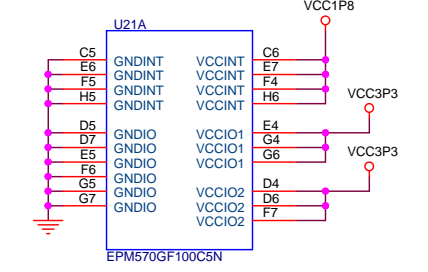 VCC1P8
U21A
C5 GNDINT VCCINT C6
E6 GNDINT VCCINT E7
F5 GNDINT VCCINT F4
H5 GNDINT VCCINT H6
VCC3P3
D5 GNDIO VCCIO1 E4
D7 GNDIO VCCIO1 G4
E5 GNDIO VCCIO1 G6
VCC3P3
F6 GNDIO
G5 GNDIO VCCIO2 D4
G7 GNDIO VCCIO2 D6
VCCIO2 F7
EPM570GF100C5N